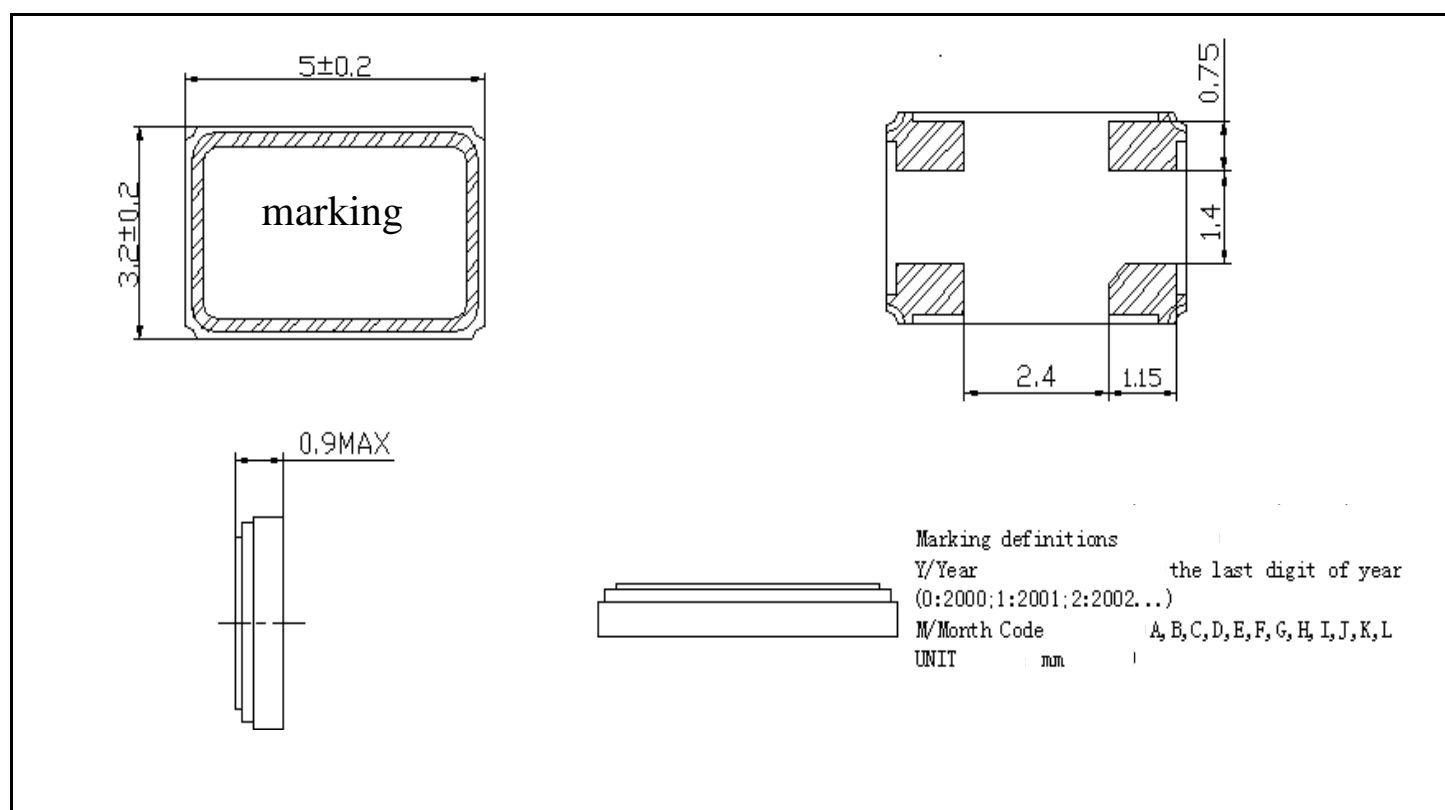 5±0.2
3.2±0.2
marking
0.75
1.4
2.4
1.15
0.9MAX
Marking definitions
Y/Year the last digit of year
(0:2000;1:2001;2:2002...)
M/Month Code A,B,C,D,E,F,G,H,I,J,K,L
UNIT mm